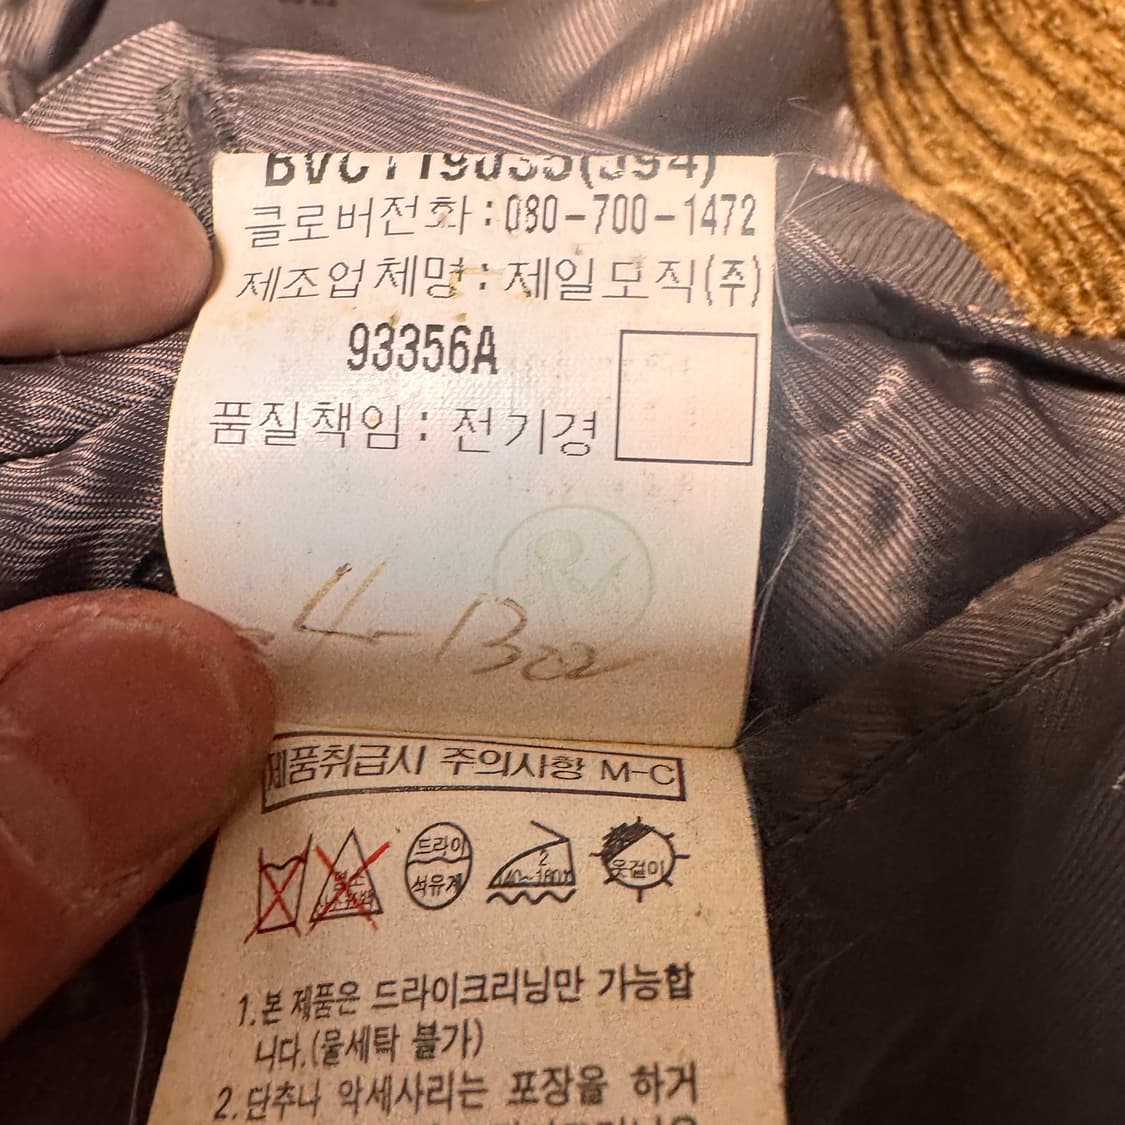 클로버전화:080-700-1472
제조업체명:제일모직(주)
93356A
품질책임:전기경
제품취급시 주의사항 M-C
드라이
석유계
2
140~160℃
옷걸이
1.본 제품은 드라이크리닝만 가능합
니다.(물세탁 불가)
2.단추나 악세사리는 포장을 하거